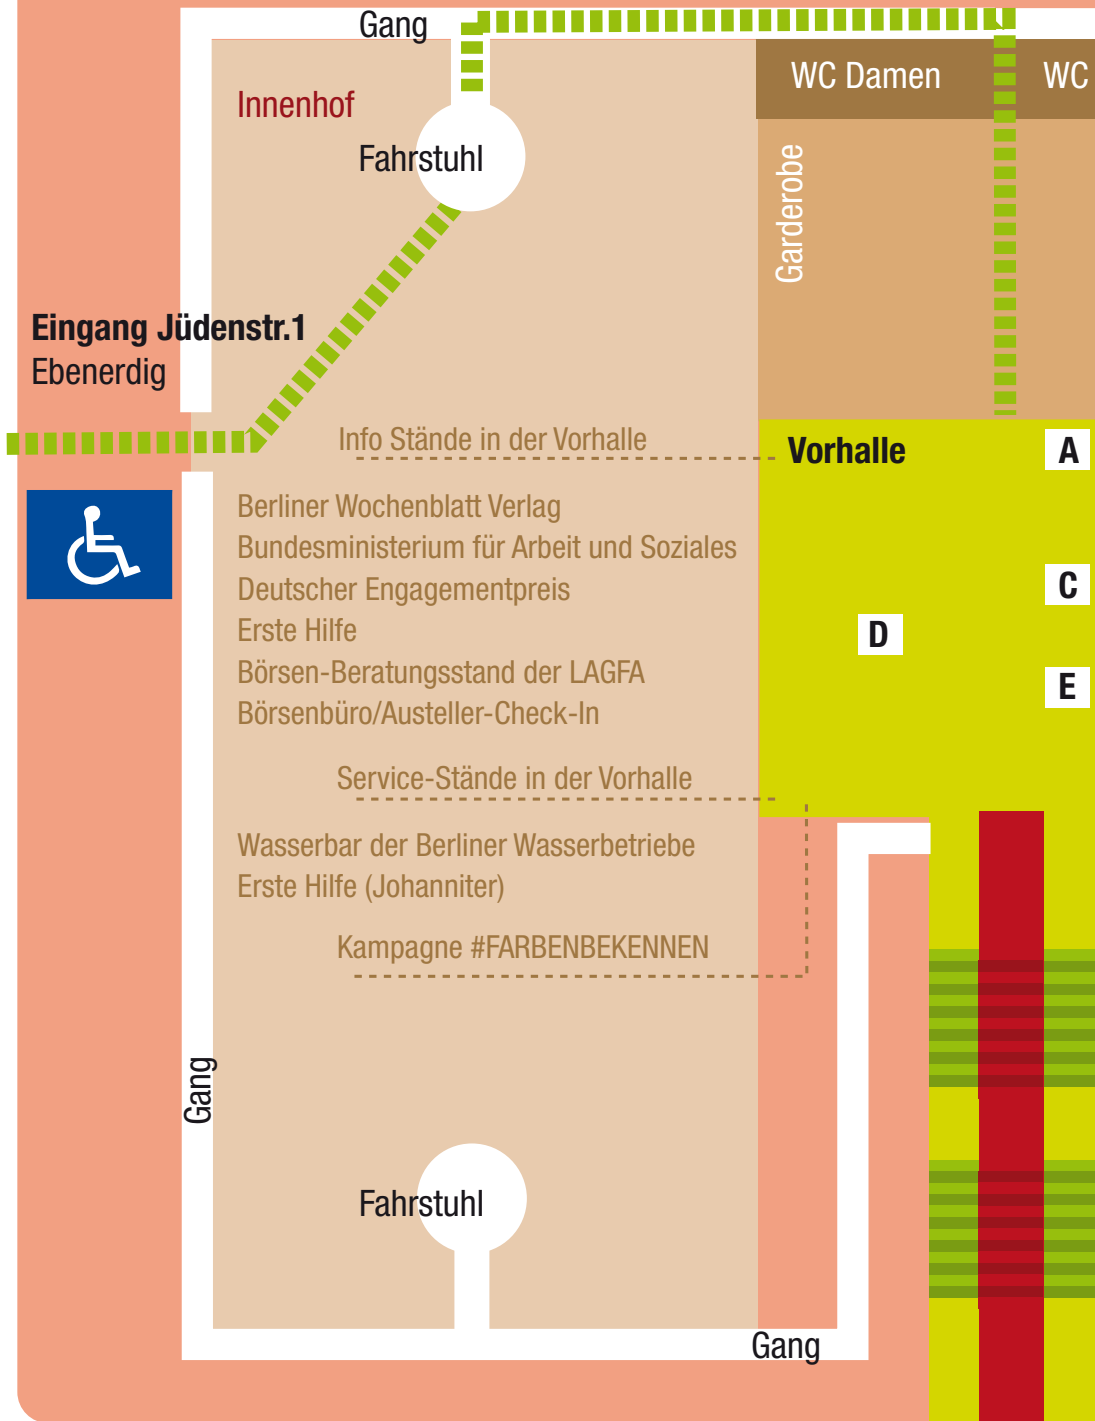 Gang
WC Damen
WC
Innenhof
Fahrstuhl
Garderobe
Eingang Jüdenstr.1
Ebenerdig
Info Stände in der Vorhalle
Vorhalle
A
Berliner Wochenblatt Verlag
Bundesministerium für Arbeit und Soziales
Deutscher Engagementpreis
Erste Hilfe
Börsen-Beratungsstand der LAGFA
Börsenbüro/Austeller-Check-In
C
D
E
Service-Stände in der Vorhalle
Wasserbar der Berliner Wasserbetriebe
Erste Hilfe (Johanniter)
Kampagne #FARBENBEKENNEN
Gang
Fahrstuhl
Gang